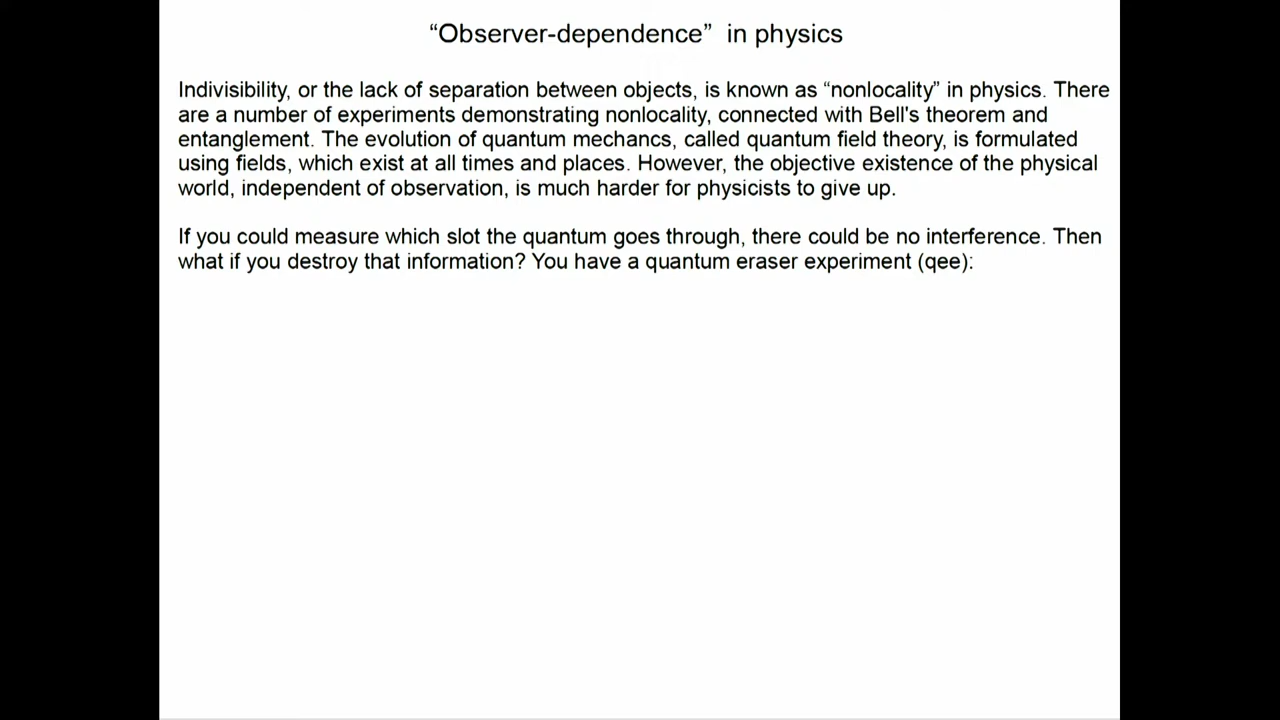 “Observer-dependence” in physics
Indivisibility, or the lack of separation between objects, is known as “nonlocality” in physics. There
are a number of experiments demonstrating nonlocality, connected with Bell's theorem and
entanglement. The evolution of quantum mechancs, called quantum field theory, is formulated
using fields, which exist at all times and places. However, the objective existence of the physical
world, independent of observation, is much harder for physicists to give up.
If you could measure which slot the quantum goes through, there could be no interference. Then
what if you destroy that information? You have a quantum eraser experiment (qee):